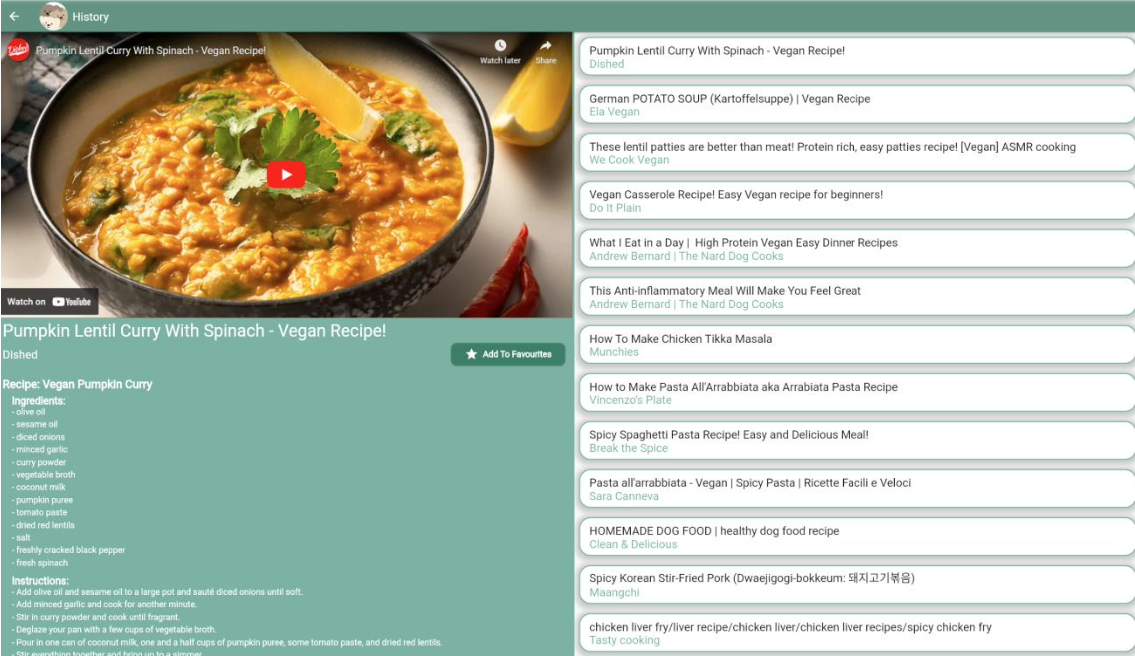 History
Dished
Pumpkin Lentil Curry With Spinach - Vegan Recipe!
Watch later
Share
Watch on YouTube
Pumpkin Lentil Curry With Spinach - Vegan Recipe!
Dished
Add To Favourites
Recipe: Vegan Pumpkin Curry
Ingredients:
- olive oil
- sesame oil
- diced onions
- minced garlic
- curry powder
- vegetable broth
- coconut milk
- pumpkin puree
- tomato paste
- dried red lentils
- salt
- freshly cracked black pepper
- fresh spinach
Instructions:
- Add olive oil and sesame oil to a large pot and sauté diced onions until soft.
- Add minced garlic and cook for another minute.
- Stir in curry powder and cook until fragrant.
- Deglaze your pan with a few cups of vegetable broth.
- Pour in one can of coconut milk, one and a half cups of pumpkin puree, some tomato paste, and dried red lentils.
- Stir everything together and bring up to a simmer.
Pumpkin Lentil Curry With Spinach - Vegan Recipe!
Dished
German POTATO SOUP (Kartoffelsuppe) | Vegan Recipe
Ela Vegan
These lentil patties are better than meat! Protein rich, easy patties recipe! [Vegan] ASMR cooking
We Cook Vegan
Vegan Casserole Recipe! Easy Vegan recipe for beginners!
Do It Plain
What I Eat in a Day | High Protein Vegan Easy Dinner Recipes
Andrew Bernard | The Nard Dog Cooks
This Anti-inflammatory Meal Will Make You Feel Great
Andrew Bernard | The Nard Dog Cooks
How To Make Chicken Tikka Masala
Munchies
How to Make Pasta All'Arrabbiata aka Arrabiata Pasta Recipe
Vincenzo's Plate
Spicy Spaghetti Pasta Recipe! Easy and Delicious Meal!
Break the Spice
Pasta all'arrabbiata - Vegan | Spicy Pasta | Ricette Facili e Veloci
Sara Canneva
HOMEMADE DOG FOOD | healthy dog food recipe
Clean & Delicious
Spicy Korean Stir-Fried Pork (Dwaejigogi-bokkeum: 돼지고기볶음)
Maangchi
chicken liver fry/liver recipe/chicken liver/chicken liver recipes/spicy chicken fry
Tasty cooking